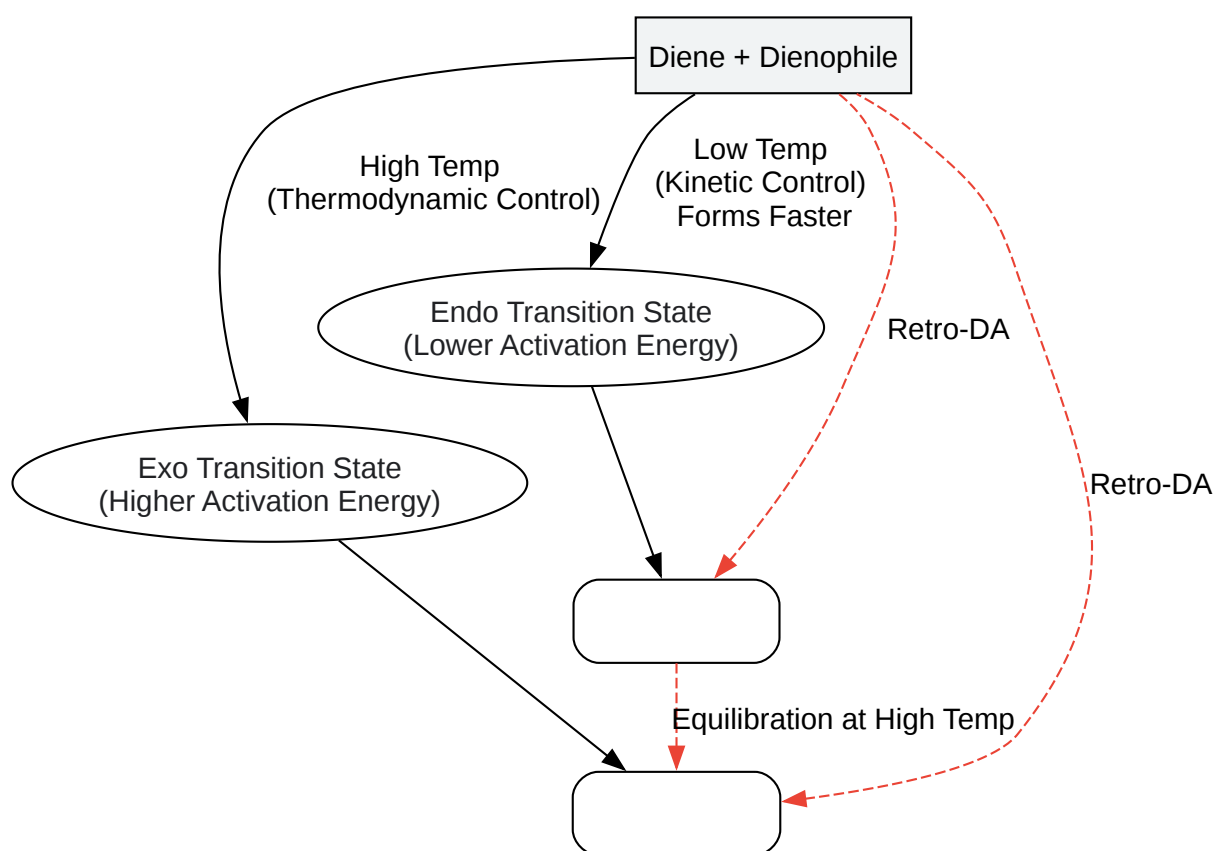 Diene + Dienophile
High Temp
(Thermodynamic Control)
Low Temp
(Kinetic Control)
Forms Faster
Endo Transition State
(Lower Activation Energy)
Retro-DA
Exo Transition State
(Higher Activation Energy)
Retro-DA
Equilibration at High Temp